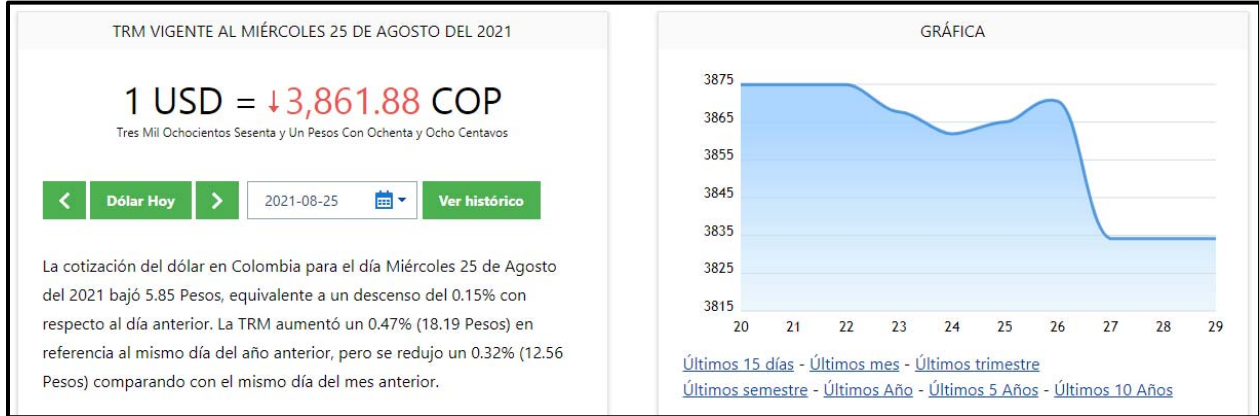 TRM VIGENTE AL MIÉRCOLES 25 DE AGOSTO DEL 2021
1 USD = ↓3,861.88 COP
Tres Mil Ochocientos Sesenta y Un Pesos Con Ochenta y Ocho Centavos
Dólar Hoy
2021-08-25
Ver histórico
La cotización del dólar en Colombia para el día Miércoles 25 de Agosto
del 2021 bajó 5.85 Pesos, equivalente a un descenso del 0.15% con
respecto al día anterior. La TRM aumentó un 0.47% (18.19 Pesos) en
referencia al mismo día del año anterior, pero se redujo un 0.32% (12.56
Pesos) comparando con el mismo día del mes anterior.
GRÁFICA
3875
3865
3855
3845
3835
3825
3815
20 21 22 23 24 25 26 27 28 29
Últimos 15 días - Últimos mes - Últimos trimestre
Últimos semestre - Últimos Año - Últimos 5 Años - Últimos 10 Años